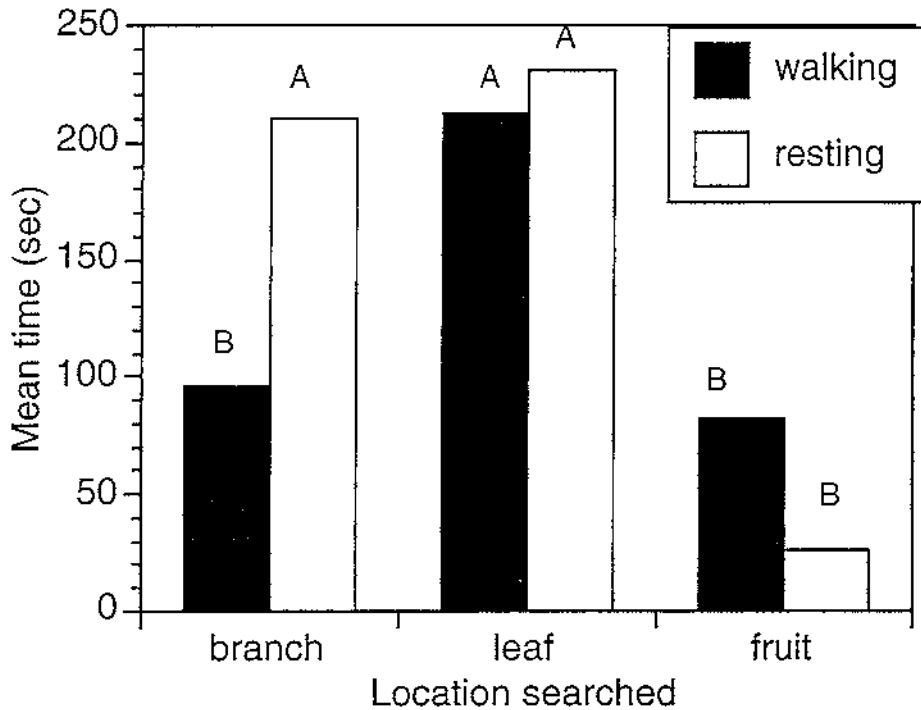 250
200
150
100
50
0
Mean time (sec)
A
A
A
B
B
B
walking
resting
branch
leaf
fruit
Location searched